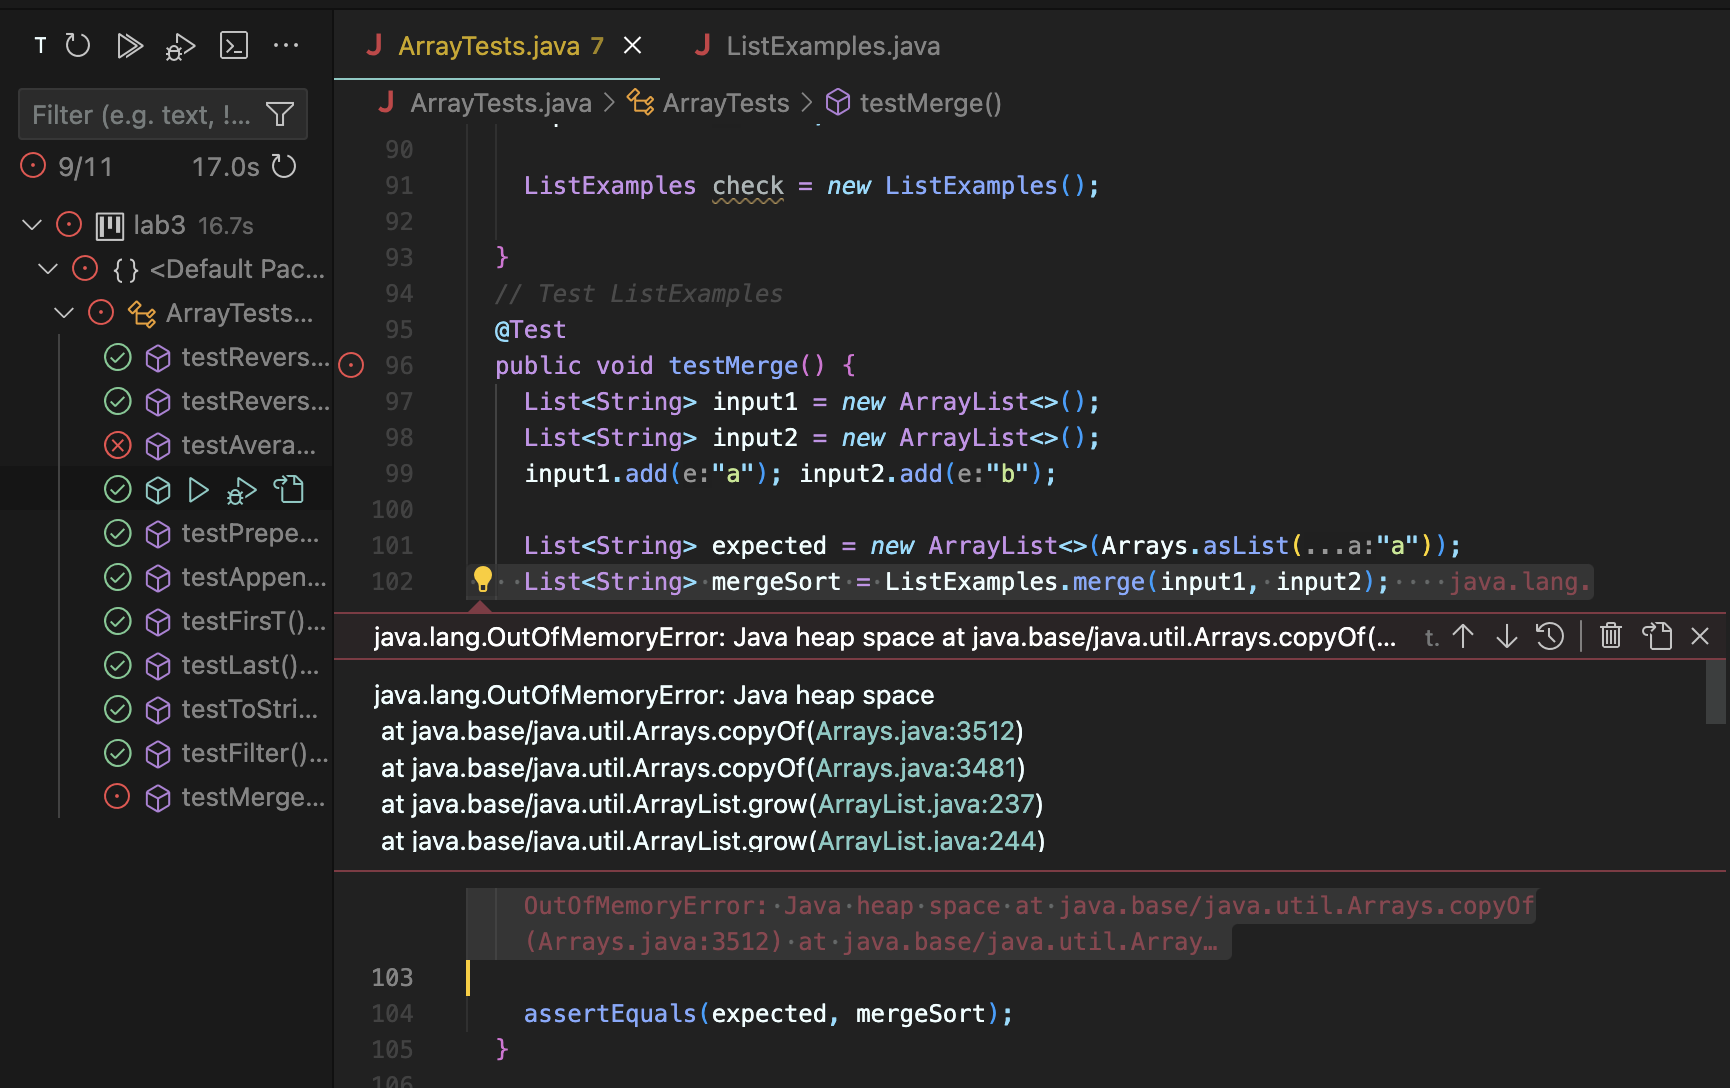 T
ArrayTests.java 7
ListExamples.java
Filter (e.g. text, !...
ArrayTests.java > ArrayTests > testMerge()
9/11 17.0s
lab3 16.7s
{} <Default Pac...
ArrayTests...
testRevers...
testRevers...
testAvera...
testPrepe...
testAppen...
testFirsT()...
testLast()...
testToStri...
testFilter()...
testMerge...
90
91 ListExamples check = new ListExamples();
92
93 }
94 // Test ListExamples
95 @Test
96 public void testMerge() {
97 List<String> input1 = new ArrayList<>();
98 List<String> input2 = new ArrayList<>();
99 input1.add(e:"a"); input2.add(e:"b");
100
101 List<String> expected = new ArrayList<>(Arrays.asList(...a:"a"));
102 List<String> mergeSort = ListExamples.merge(input1, input2); java.lang.
java.lang.OutOfMemoryError: Java heap space at java.base/java.util.Arrays.copyOf(... t.
java.lang.OutOfMemoryError: Java heap space
at java.base/java.util.Arrays.copyOf(Arrays.java:3512)
at java.base/java.util.Arrays.copyOf(Arrays.java:3481)
at java.base/java.util.ArrayList.grow(ArrayList.java:237)
at java.base/java.util.ArrayList.grow(ArrayList.java:244)
OutOfMemoryError: Java heap space at java.base/java.util.Arrays.copyOf
(Arrays.java:3512) at java.base/java.util.Array…
103
104 assertEquals(expected, mergeSort);
105 }
106